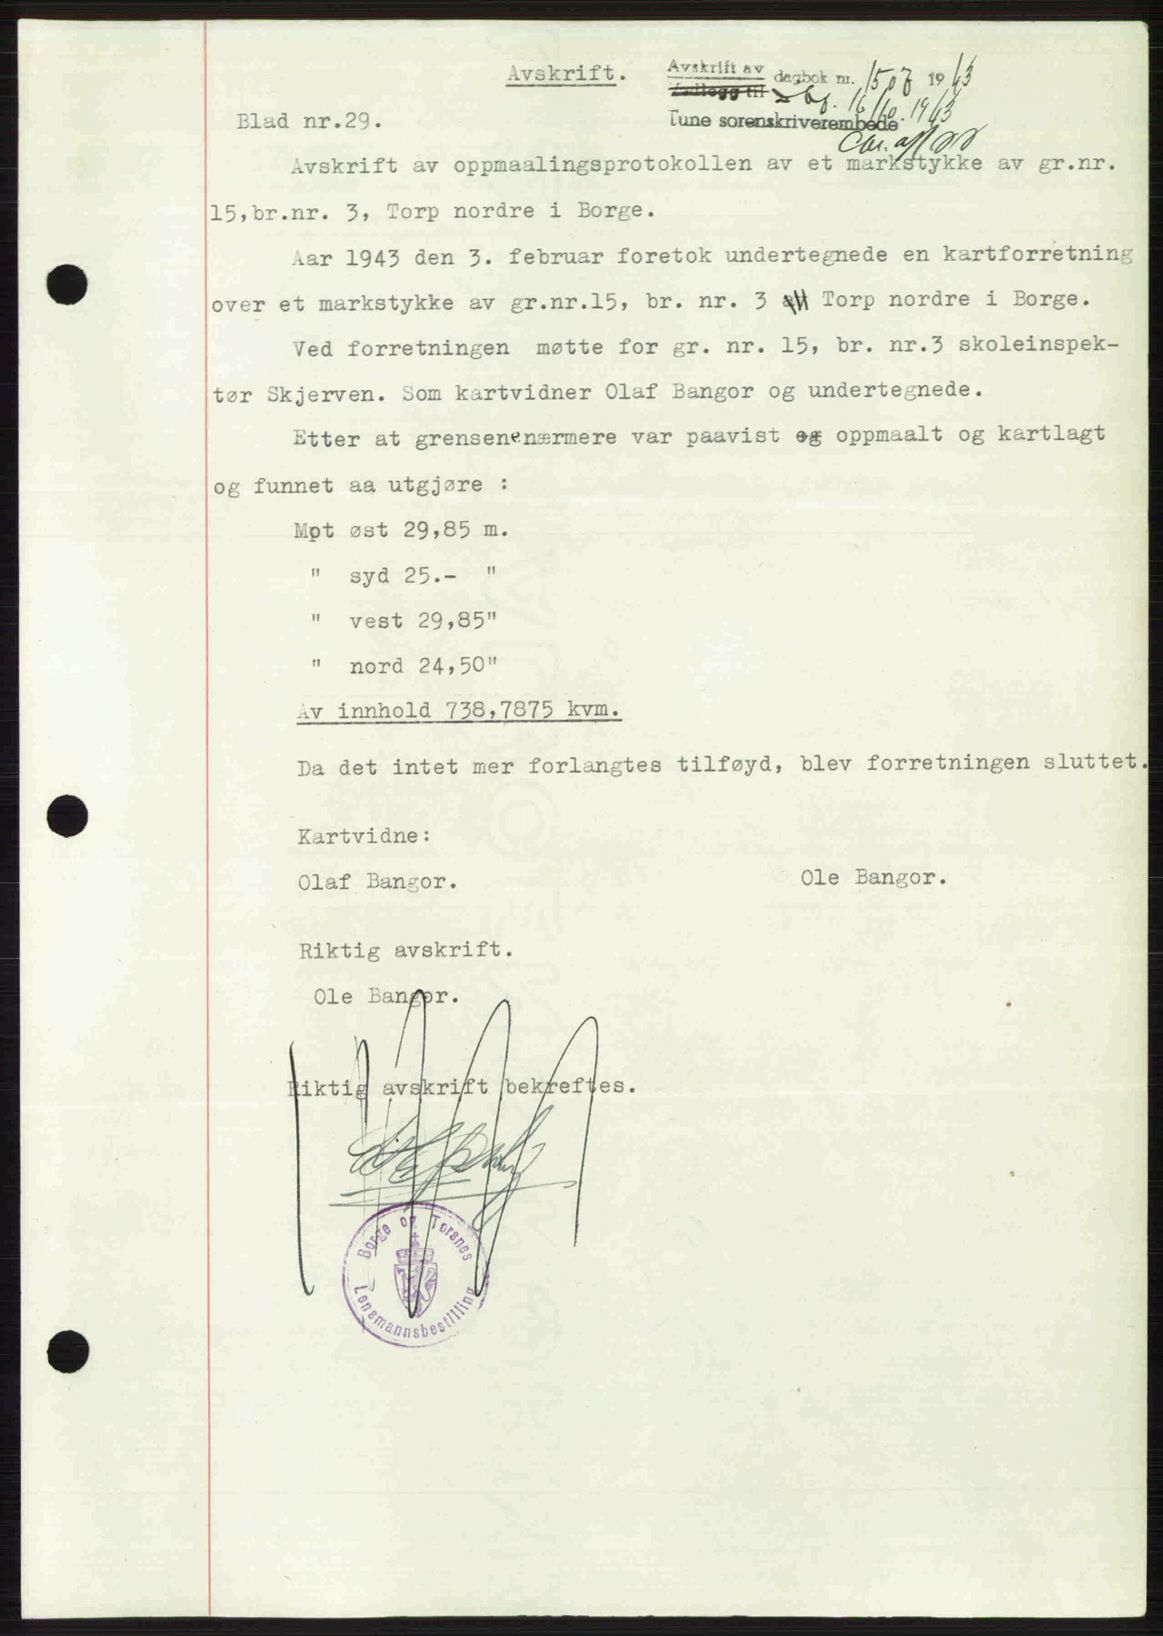 Avskrift.
Avskrift av
dagbok nr. 1507 1943
dbf. 16/10. 1943
Tune sorenskriverembede
Blad nr.29.
Avskrift av oppmaalingsprotokollen av et markstykke av gr.nr.
15,br.nr. 3, Torp nordre i Borge.
Aar 1943 den 3. februar foretok undertegnede en kartforretning
over et markstykke av gr.nr.15, br. nr. 3 Torp nordre i Borge.
Ved forretningen møtte for gr. nr. 15, br. nr.3 skoleinspek-
tør Skjerven. Som kartvidner Olaf Bangor og undertegnede.
Etter at grensene nærmere var paavist og oppmaalt og kartlagt
og funnet aa utgjøre :
Mot øst 29,85 m.
" syd 25.- "
" vest 29,85"
" nord 24,50"
Av innhold 738,7875 kvm.
Da det intet mer forlangtes tilføyd, blev forretningen sluttet.
Kartvidne:
Olaf Bangor. Ole Bangor.
Riktig avskrift.
Ole Bangor.
Riktig avskrift bekreftes.
Borge og Torsnes
Lensmannsbestilling